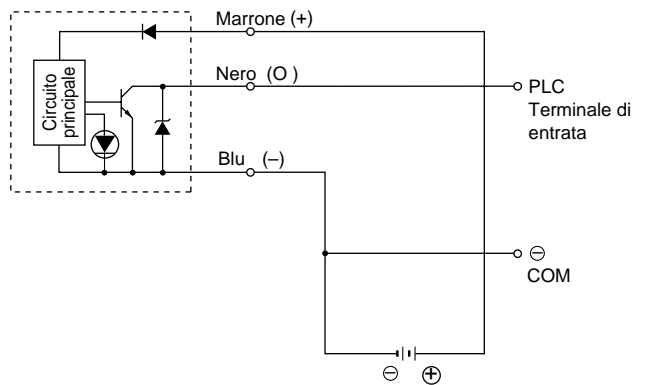 Marrone (+)
Nero (O )
Circuito
principale
PLC
Terminale di
entrata
Blu (–)
⊖
COM
⊖ ⊕